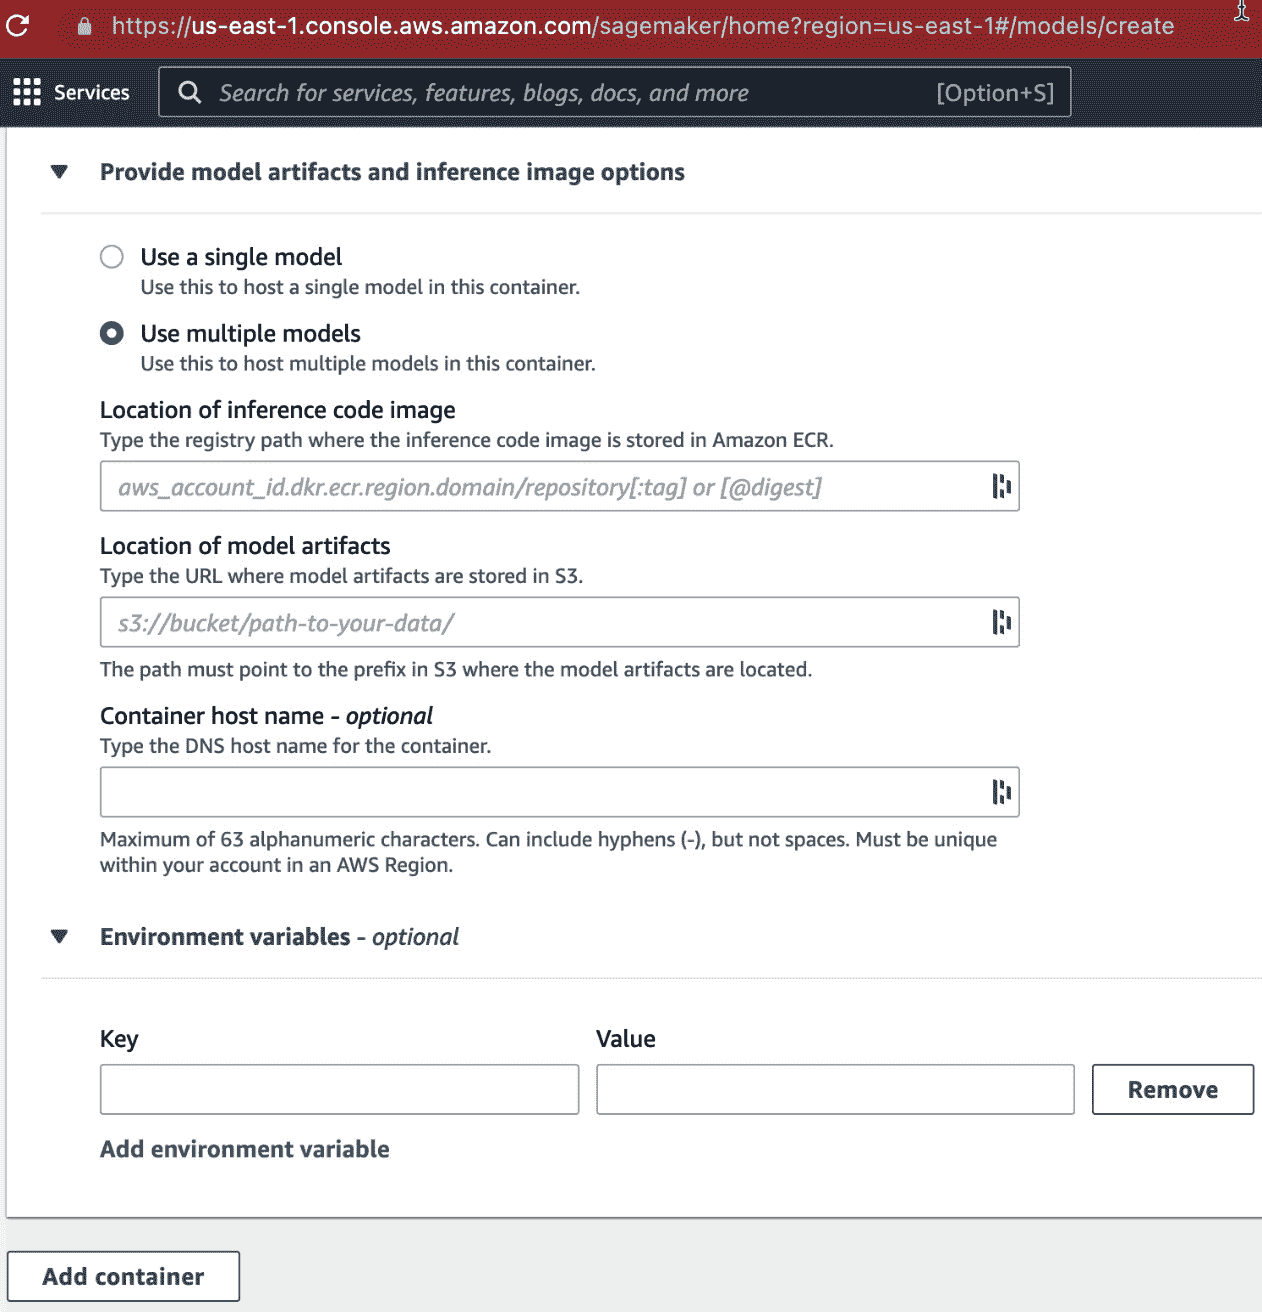 https://us-east-1.console.aws.amazon.com/sagemaker/home?region=us-east-1#/models/create
Services
Search for services, features, blogs, docs, and more
[Option+S]
Provide model artifacts and inference image options
Use a single model
Use this to host a single model in this container.
Use multiple models
Use this to host multiple models in this container.
Location of inference code image
Type the registry path where the inference code image is stored in Amazon ECR.
aws_account_id.dkr.ecr.region.domain/repository[:tag] or [@digest]
Location of model artifacts
Type the URL where model artifacts are stored in S3.
s3://bucket/path-to-your-data/
The path must point to the prefix in S3 where the model artifacts are located.
Container host name - optional
Type the DNS host name for the container.
Maximum of 63 alphanumeric characters. Can include hyphens (-), but not spaces. Must be unique
within your account in an AWS Region.
Environment variables - optional
Key
Value
Remove
Add environment variable
Add container